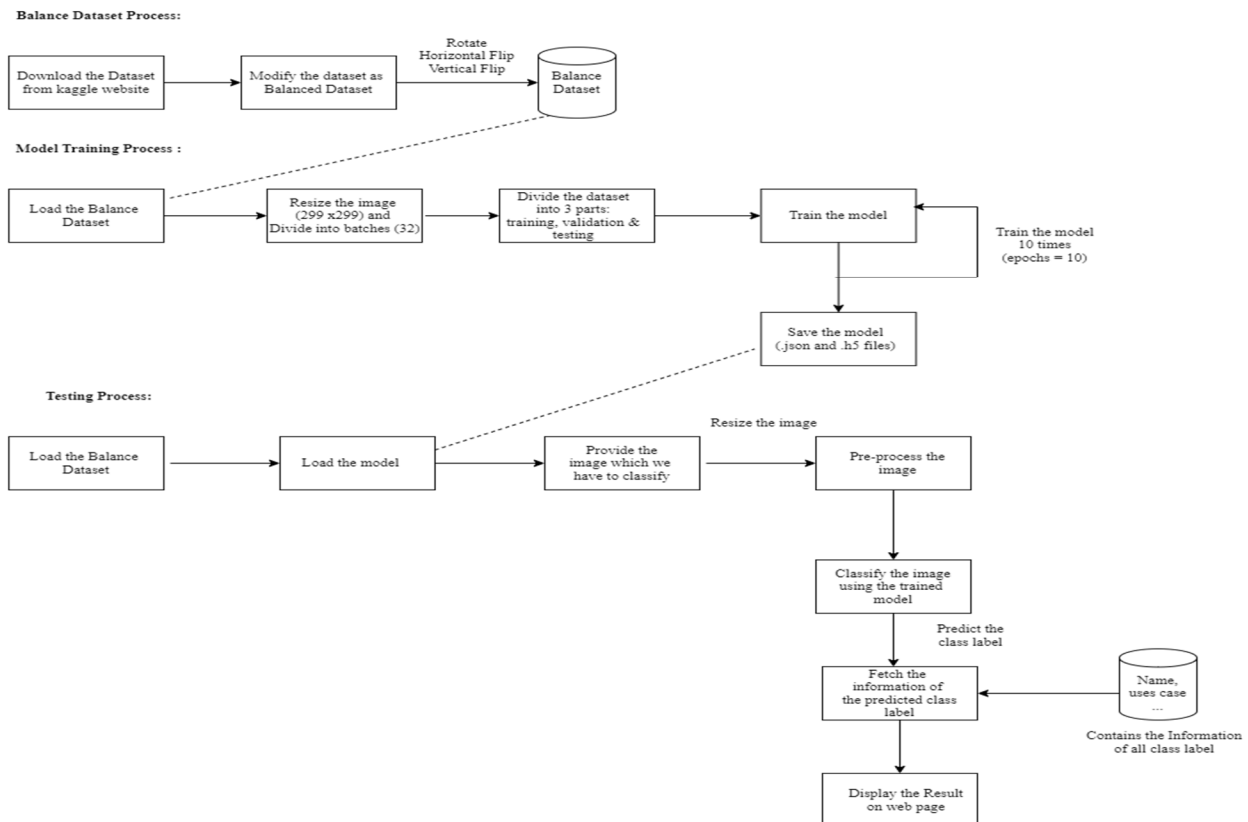 Balance Dataset Process:
Download the Dataset
from kaggle website
Modify the dataset as
Balanced Dataset
Rotate
Horizontal Flip
Vertical Flip
Balance
Dataset
Model Training Process :
Load the Balance
Dataset
Resize the image
(299 x299) and
Divide into batches (32)
Divide the dataset
into 3 parts:
training, validation &
testing
Train the model
Train the model
10 times
(epochs = 10)
Save the model
(.json and .h5 files)
Testing Process:
Load the Balance
Dataset
Load the model
Provide the
image which we
have to classify
Resize the image
Pre-process the
image
Classify the image
using the trained
model
Predict the
class label
Fetch the
information of
the predicted class
label
Name,
uses case
...
Contains the Information
of all class label
Display the Result
on web page